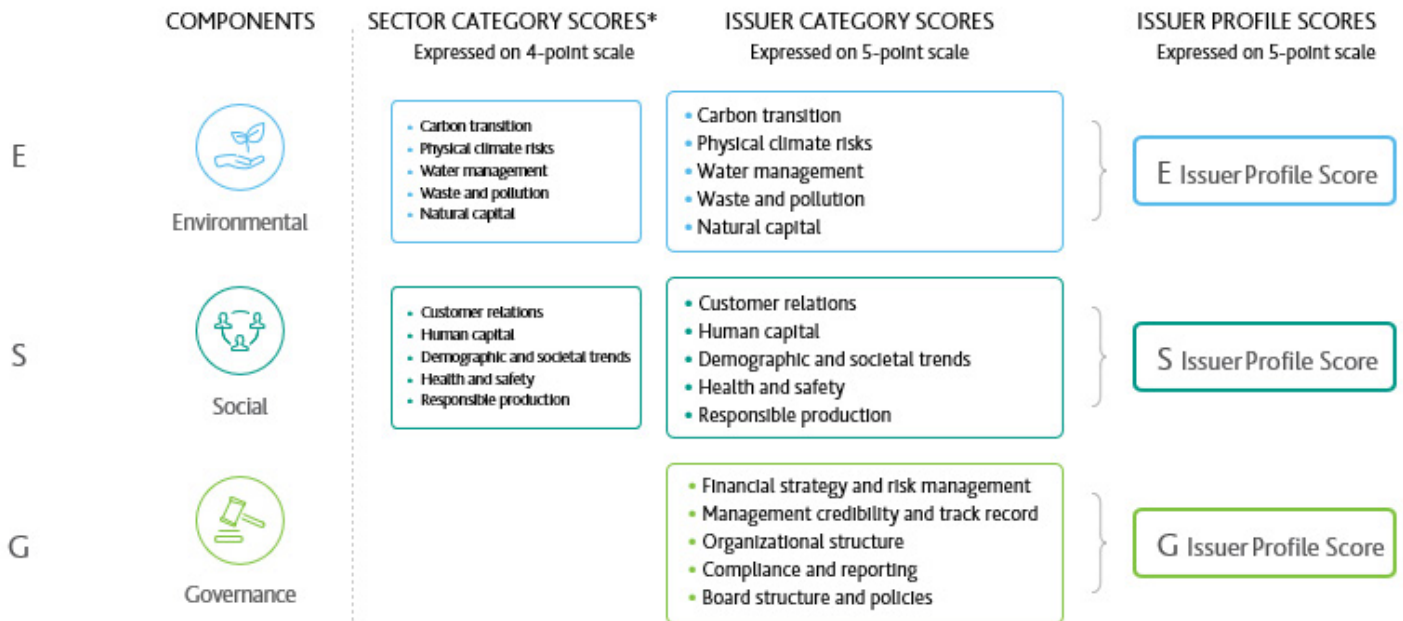 COMPONENTS
SECTOR CATEGORY SCORES*
Expressed on 4-point scale
ISSUER CATEGORY SCORES
Expressed on 5-point scale
ISSUER PROFILE SCORES
Expressed on 5-point scale
E
Environmental
• Carbon transition
• Physical climate risks
• Water management
• Waste and pollution
• Natural capital
• Carbon transition
• Physical climate risks
• Water management
• Waste and pollution
• Natural capital
E Issuer Profile Score
S
Social
• Customer relations
• Human capital
• Demographic and societal trends
• Health and safety
• Responsible production
• Customer relations
• Human capital
• Demographic and societal trends
• Health and safety
• Responsible production
S Issuer Profile Score
G
Governance
• Financial strategy and risk management
• Management credibility and track record
• Organizational structure
• Compliance and reporting
• Board structure and policies
G Issuer Profile Score